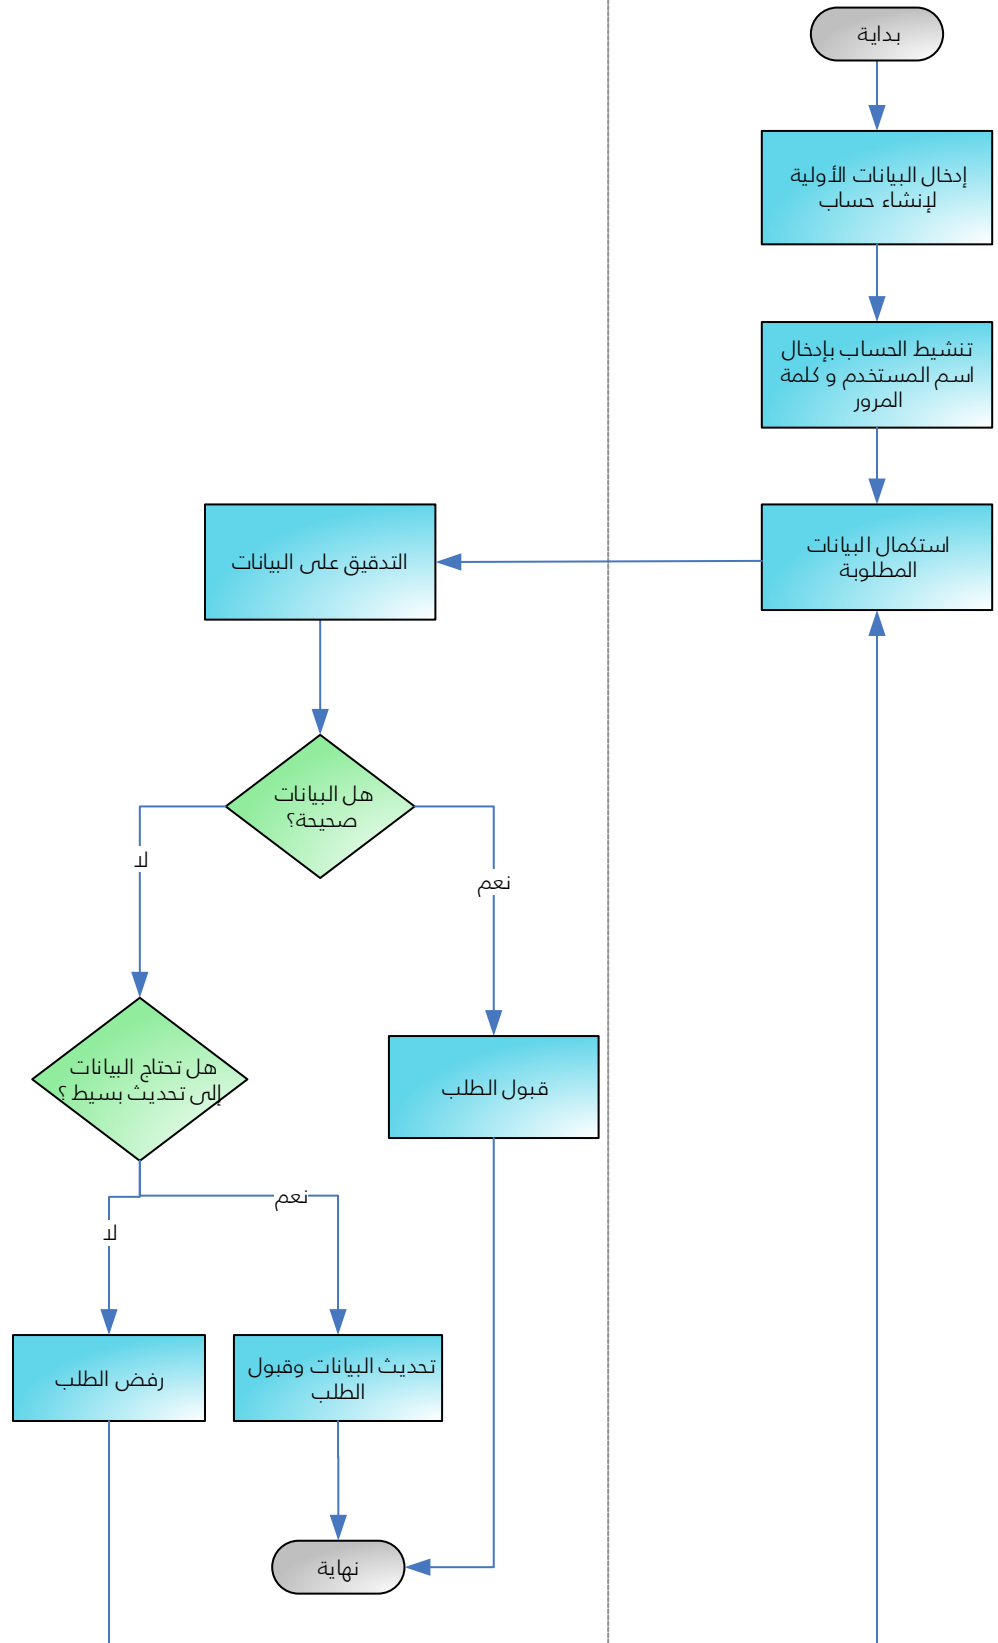 بداية
إدخال البيانات الأولية
لإنشاء حساب
تنشيط الحساب بإدخال
اسم المستخدم و كلمة
المرور
استكمال البيانات
المطلوبة
التدقيق على البيانات
هل البيانات
صحيحة؟
نعم
لا
قبول الطلب
هل تحتاج البيانات
إلى تحديث بسيط ؟
نعم
لا
تحديث البيانات وقبول
الطلب
رفض الطلب
نهاية